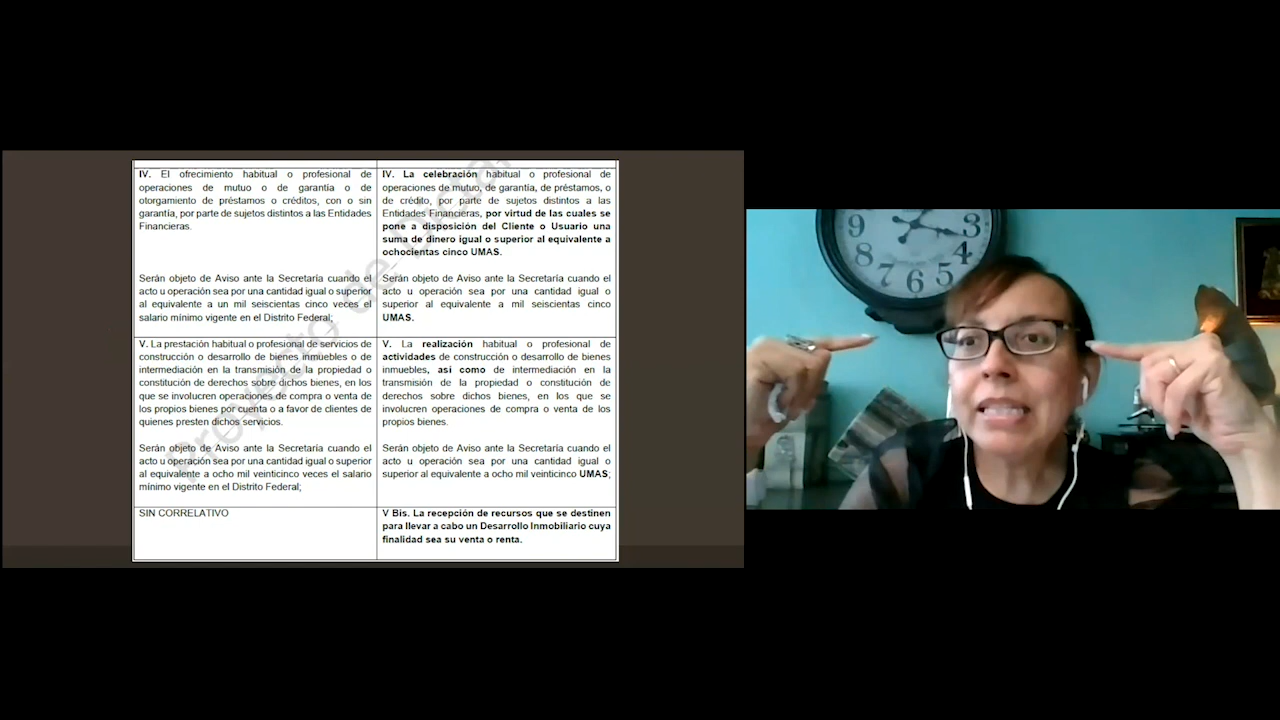 IV. El ofrecimiento habitual o profesional de
operaciones de mutuo o de garantía o de
otorgamiento de préstamos o créditos, con o sin
garantía, por parte de sujetos distintos a las Entidades
Financieras.
Serán objeto de Aviso ante la Secretaría cuando el
acto u operación sea por una cantidad igual o superior
al equivalente a un mil seiscientas cinco veces el
salario mínimo vigente en el Distrito Federal;
IV. La celebración habitual o profesional de
operaciones de mutuo, de garantía, de préstamos, o
de crédito, por parte de sujetos distintos a las
Entidades Financieras, por virtud de las cuales se
pone a disposición del Cliente o Usuario una
suma de dinero igual o superior al equivalente a
ochocientas cinco UMAS.
Serán objeto de Aviso ante la Secretaría cuando el
acto u operación sea por una cantidad igual o
superior al equivalente a mil seiscientas cinco
UMAS.
V. La prestación habitual o profesional de servicios de
construcción o desarrollo de bienes inmuebles o de
intermediación en la transmisión de la propiedad o
constitución de derechos sobre dichos bienes, en los
que se involucren operaciones de compra o venta de
los propios bienes por cuenta o a favor de clientes de
quienes presten dichos servicios.
Serán objeto de Aviso ante la Secretaría cuando el
acto u operación sea por una cantidad igual o superior
al equivalente a ocho mil veinticinco veces el salario
mínimo vigente en el Distrito Federal;
V. La realización habitual o profesional de
actividades de construcción o desarrollo de bienes
inmuebles, así como de intermediación en la
transmisión de la propiedad o constitución de
derechos sobre dichos bienes, en los que se
involucren operaciones de compra o venta de los
propios bienes.
Serán objeto de Aviso ante la Secretaría cuando el
acto u operación sea por una cantidad igual o
superior al equivalente a ocho mil veinticinco UMAS;
SIN CORRELATIVO
V Bis. La recepción de recursos que se destinen
para llevar a cabo un Desarrollo Inmobiliario cuya
finalidad sea su venta o renta.
Proyecto de
9 3 8 4 7 6 5